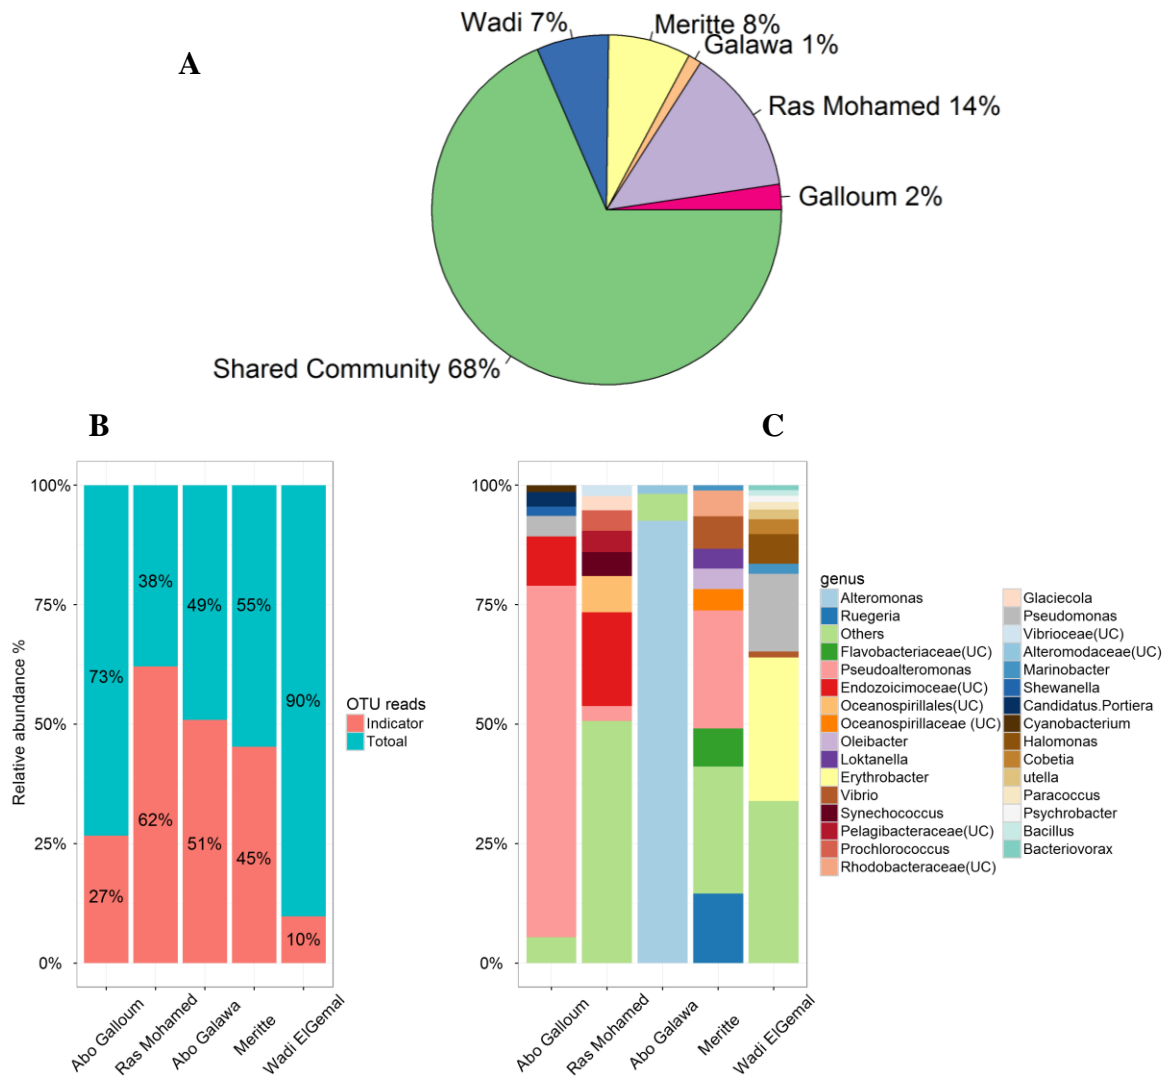 A
Wadi 7%
Meritte 8%
Galawa 1%
Ras Mohamed 14%
Galloum 2%
Shared Community 68%
B
Relative abundance %
100%
75%
50%
25%
0%
73%
38%
49%
55%
90%
27%
62%
51%
45%
10%
Abo Galloum
Ras Mohamed
Abo Galawa
Meritte
Wadi ElGemal
OTU reads
Indicator
Totoal
C
100%
75%
50%
25%
0%
Abo Galloum
Ras Mohamed
Abo Galawa
Meritte
Wadi ElGemal
genus
Alteromonas
Ruegeria
Others
Flavobacteriaceae(UC)
Pseudoalteromonas
Endozoicimoceae(UC)
Oceanospirillales(UC)
Oceanospirillaceae (UC)
Oleibacter
Loktanella
Erythrobacter
Vibrio
Synechococcus
Pelagibacteraceae(UC)
Prochlorococcus
Rhodobacteraceae(UC)
Glaciecola
Pseudomonas
Vibrioceae(UC)
Alteromodaceae(UC)
Marinobacter
Shewanella
Candidatus.Portiera
Cyanobacterium
Halomonas
Cobetia
utella
Paracoccus
Psychrobacter
Bacillus
Bacteriovorax